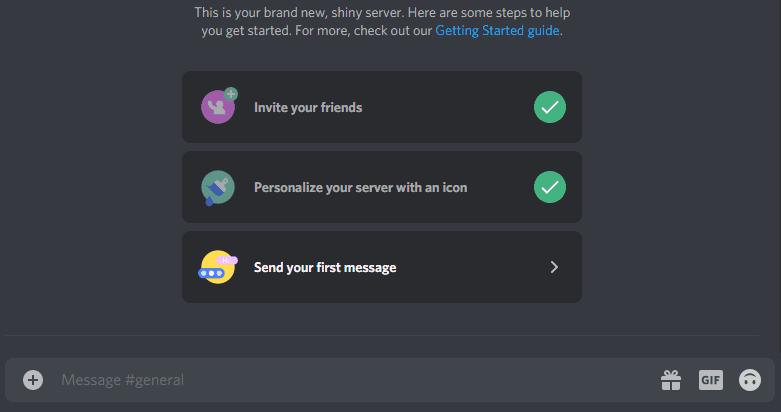 This is your brand new, shiny server. Here are some steps to help
you get started. For more, check out our Getting Started guide.
Invite your friends
Personalize your server with an icon
Send your first message
Message #general
GIF